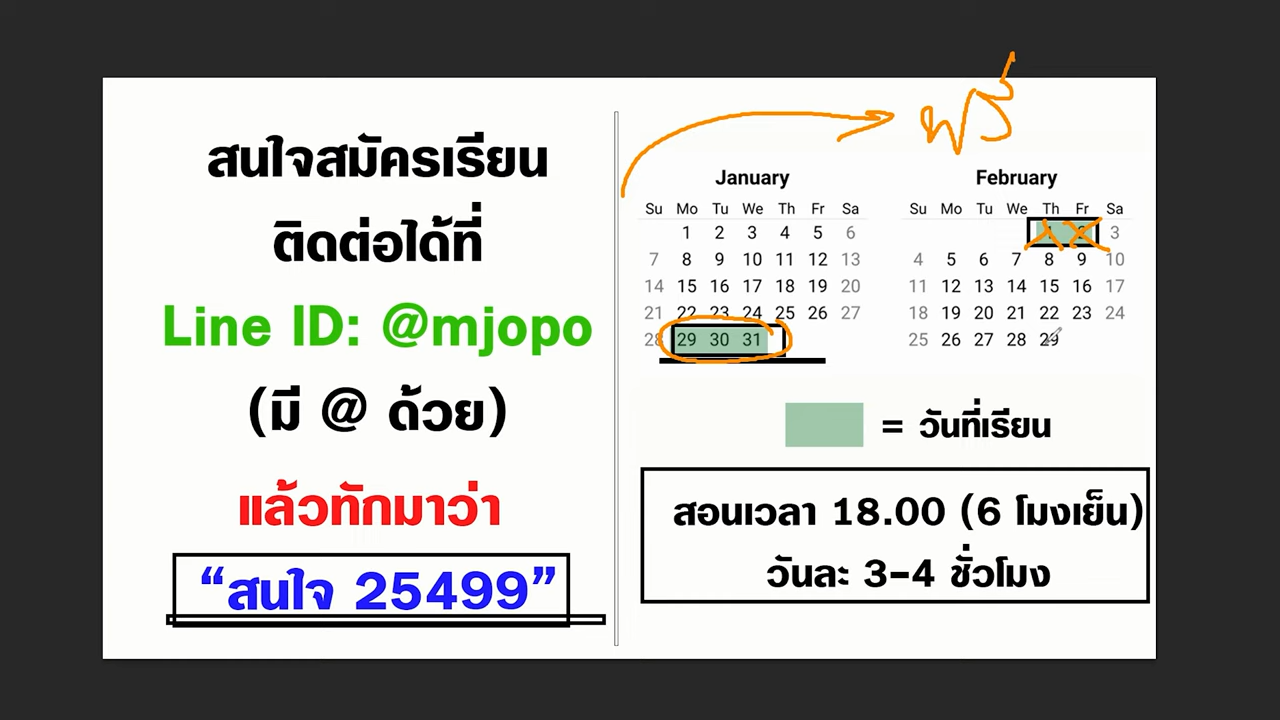 สนใจสมัครเรียน
ติดต่อได้ที่
Line ID: @mjopo
(มี @ ด้วย)
แล้วทักมาว่า
“สนใจ 25499”
ฟรี
January
Su Mo Tu We Th Fr Sa
1 2 3 4 5 6
7 8 9 10 11 12 13
14 15 16 17 18 19 20
21 22 23 24 25 26 27
28 29 30 31
February
Su Mo Tu We Th Fr Sa
1 2 3
4 5 6 7 8 9 10
11 12 13 14 15 16 17
18 19 20 21 22 23 24
25 26 27 28 29
= วันที่เรียน
สอนเวลา 18.00 (6 โมงเย็น)
วันละ 3-4 ชั่วโมง